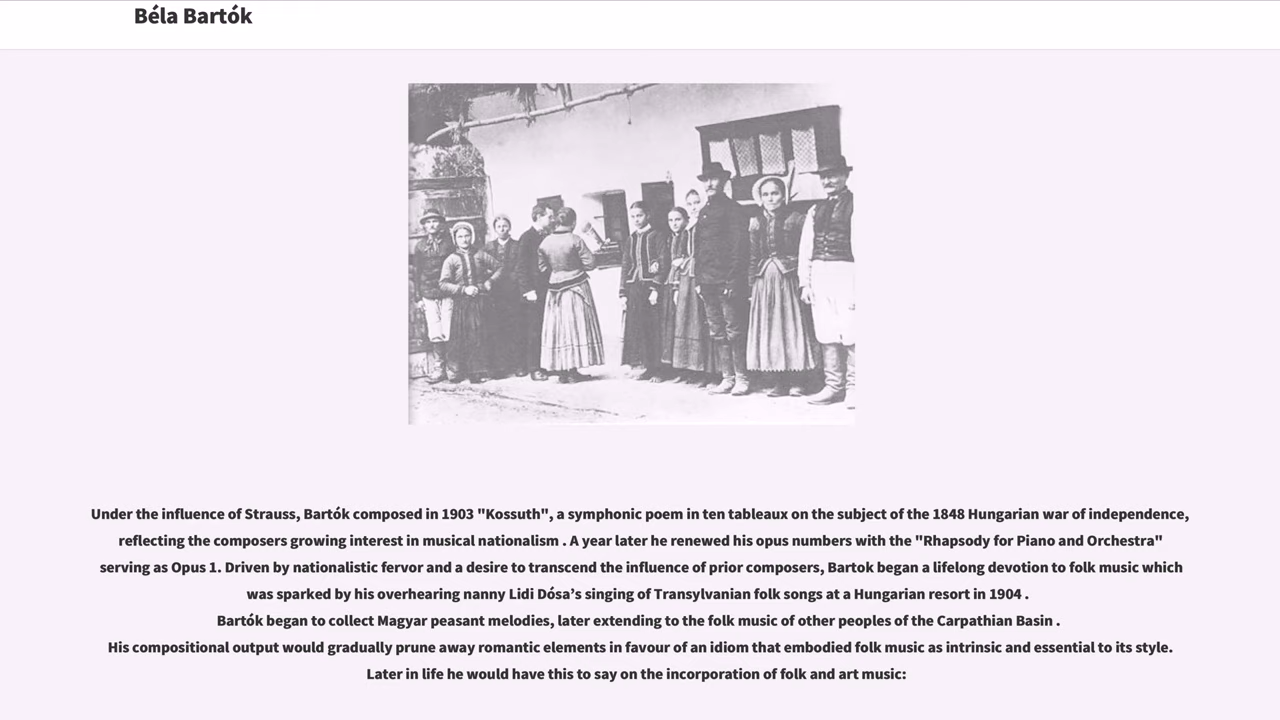 Béla Bartók
Under the influence of Strauss, Bartók composed in 1903 "Kossuth", a symphonic poem in ten tableaux on the subject of the 1848 Hungarian war of independence,
reflecting the composers growing interest in musical nationalism . A year later he renewed his opus numbers with the "Rhapsody for Piano and Orchestra"
serving as Opus 1. Driven by nationalistic fervor and a desire to transcend the influence of prior composers, Bartok began a lifelong devotion to folk music which
was sparked by his overhearing nanny Lidi Dósa’s singing of Transylvanian folk songs at a Hungarian resort in 1904 .
Bartók began to collect Magyar peasant melodies, later extending to the folk music of other peoples of the Carpathian Basin .
His compositional output would gradually prune away romantic elements in favour of an idiom that embodied folk music as intrinsic and essential to its style.
Later in life he would have this to say on the incorporation of folk and art music: